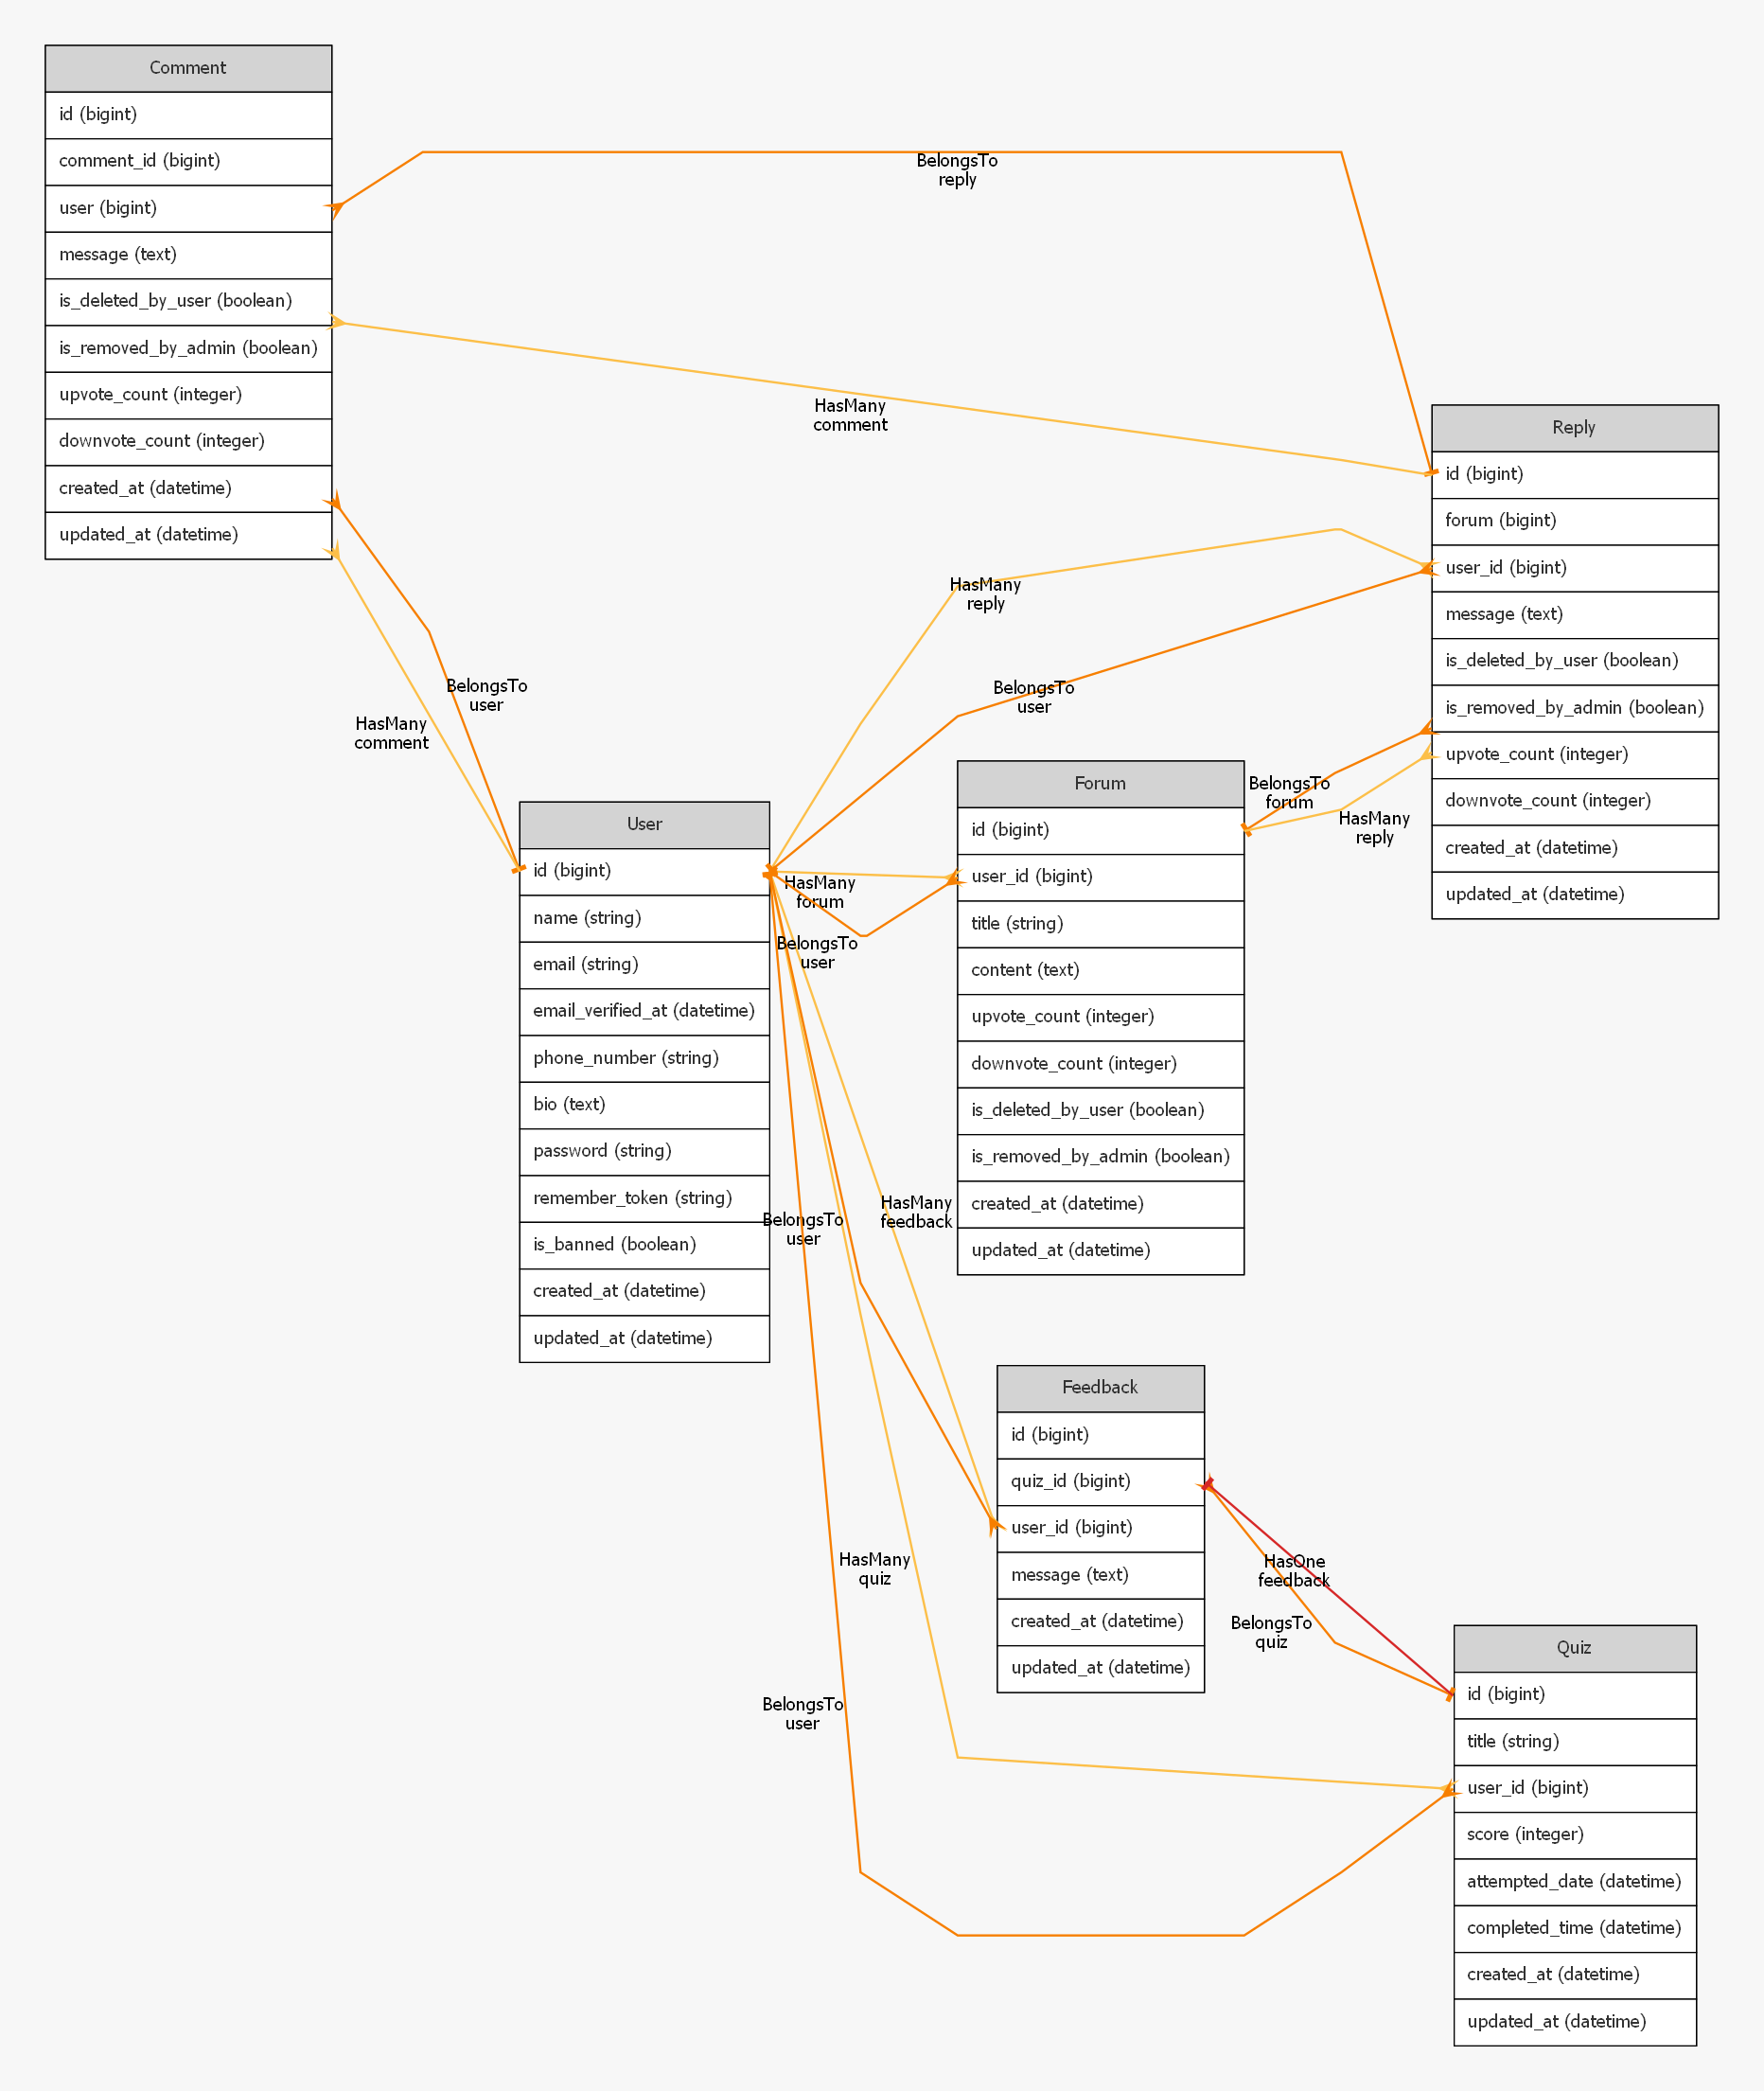 Comment
id (bigint)
comment_id (bigint)
user (bigint)
message (text)
is_deleted_by_user (boolean)
is_removed_by_admin (boolean)
upvote_count (integer)
downvote_count (integer)
created_at (datetime)
updated_at (datetime)
BelongsTo
reply
HasMany
comment
Reply
id (bigint)
forum (bigint)
user_id (bigint)
message (text)
is_deleted_by_user (boolean)
is_removed_by_admin (boolean)
upvote_count (integer)
downvote_count (integer)
created_at (datetime)
updated_at (datetime)
HasMany
reply
BelongsTo
user
BelongsTo
user
HasMany
comment
BelongsTo
forum
HasMany
reply
User
id (bigint)
name (string)
email (string)
email_verified_at (datetime)
phone_number (string)
bio (text)
password (string)
remember_token (string)
is_banned (boolean)
created_at (datetime)
updated_at (datetime)
HasMany
forum
BelongsTo
user
Forum
id (bigint)
user_id (bigint)
title (string)
content (text)
upvote_count (integer)
downvote_count (integer)
is_deleted_by_user (boolean)
is_removed_by_admin (boolean)
created_at (datetime)
updated_at (datetime)
HasMany
feedback
BelongsTo
user
Feedback
id (bigint)
quiz_id (bigint)
user_id (bigint)
message (text)
created_at (datetime)
updated_at (datetime)
HasMany
quiz
HasOne
feedback
BelongsTo
quiz
BelongsTo
user
Quiz
id (bigint)
title (string)
user_id (bigint)
score (integer)
attempted_date (datetime)
completed_time (datetime)
created_at (datetime)
updated_at (datetime)